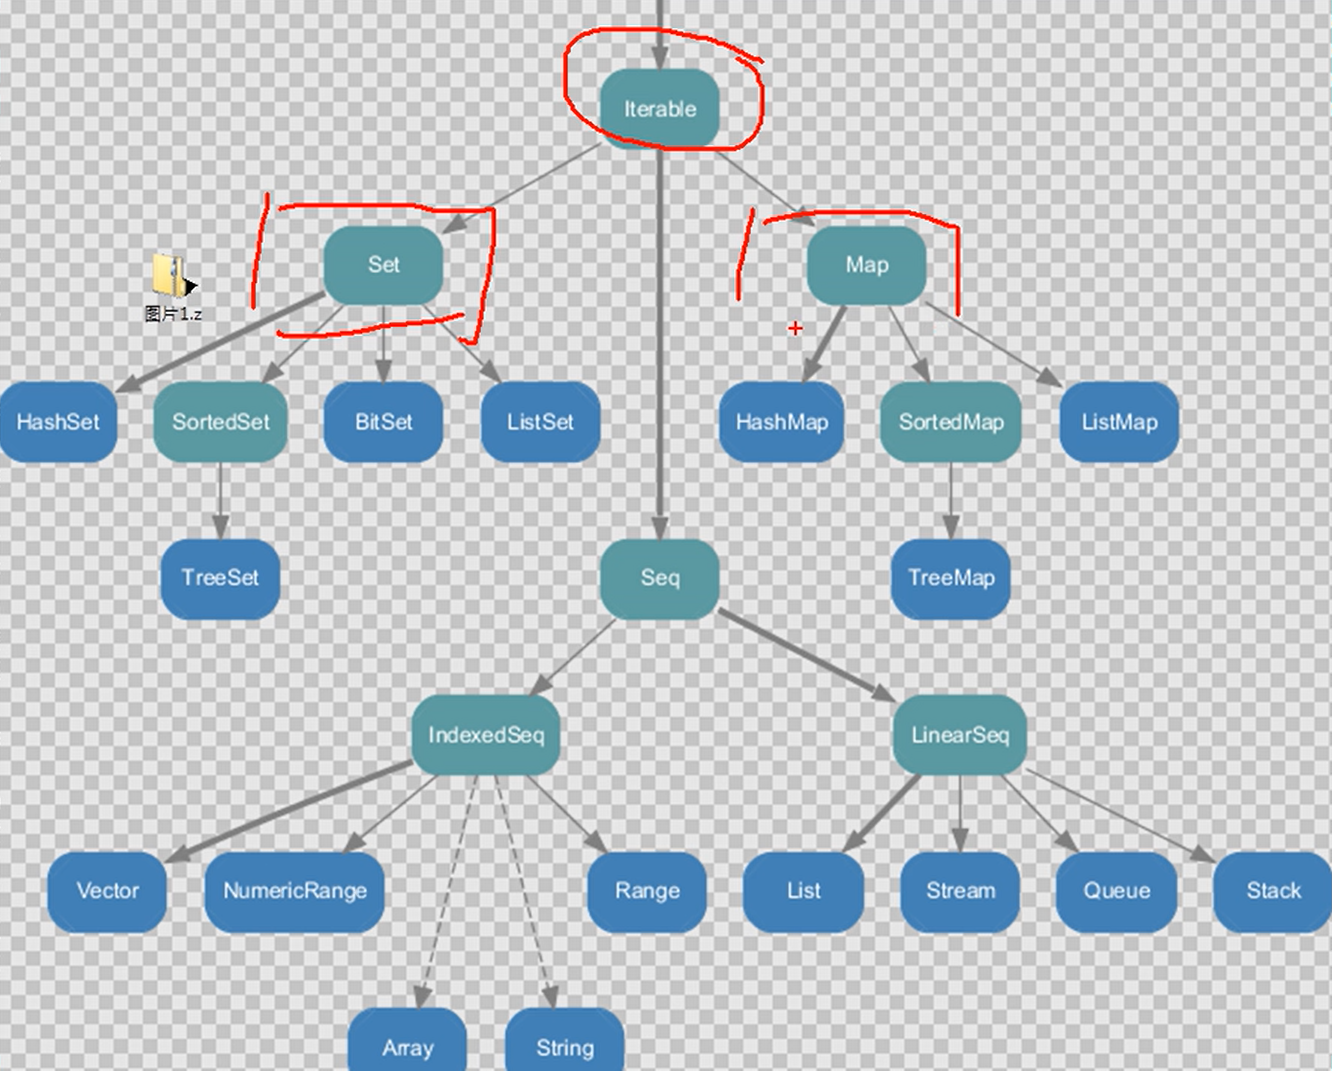 Iterable
Set
Map
图片1.z
HashSet
SortedSet
BitSet
ListSet
HashMap
SortedMap
ListMap
TreeSet
Seq
TreeMap
IndexedSeq
LinearSeq
Vector
NumericRange
Range
List
Stream
Queue
Stack
Array
String